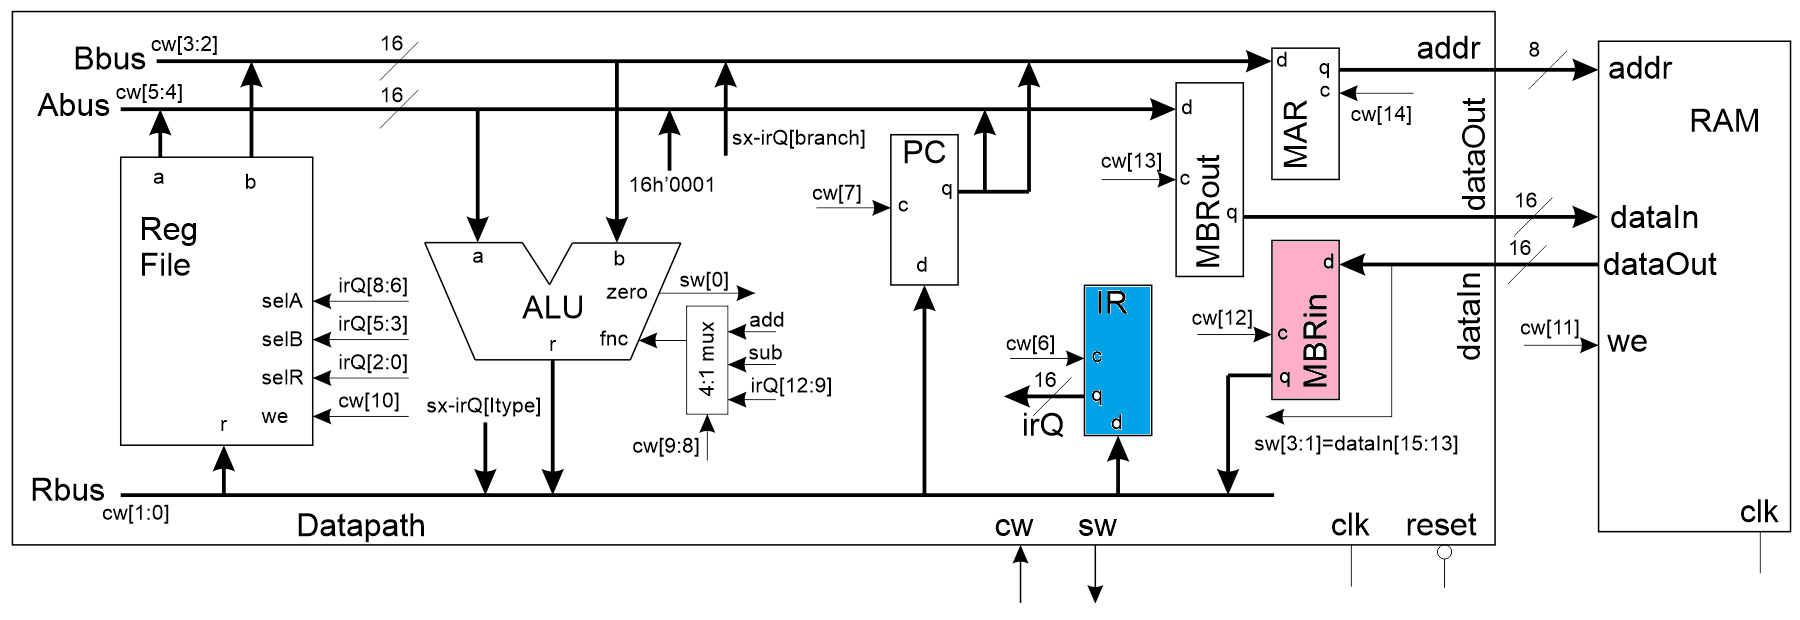 Bbus
cw[3:2]
16
Abus
cw[5:4]
16
a
b
Reg
File
selA
selB
selR
we
r
irQ[8:6]
irQ[5:3]
irQ[2:0]
cw[10]
a
b
zero
ALU
fnc
r
sw[0]
4:1 mux
add
sub
irQ[12:9]
cw[9:8]
sx-irQ[Itype]
16h'0001
sx-irQ[branch]
PC
cw[7]
c
q
d
cw[13]
d
c
q
MBRout
d
q
c
MAR
cw[14]
addr
8
dataOut
16
16
dataIn
IR
cw[6]
c
16
q
irQ
d
d
cw[12]
c
MBRin
q
sw[3:1]=dataIn[15:13]
addr
RAM
dataIn
dataOut
cw[11]
we
clk
Rbus
cw[1:0]
Datapath
cw
sw
clk
reset